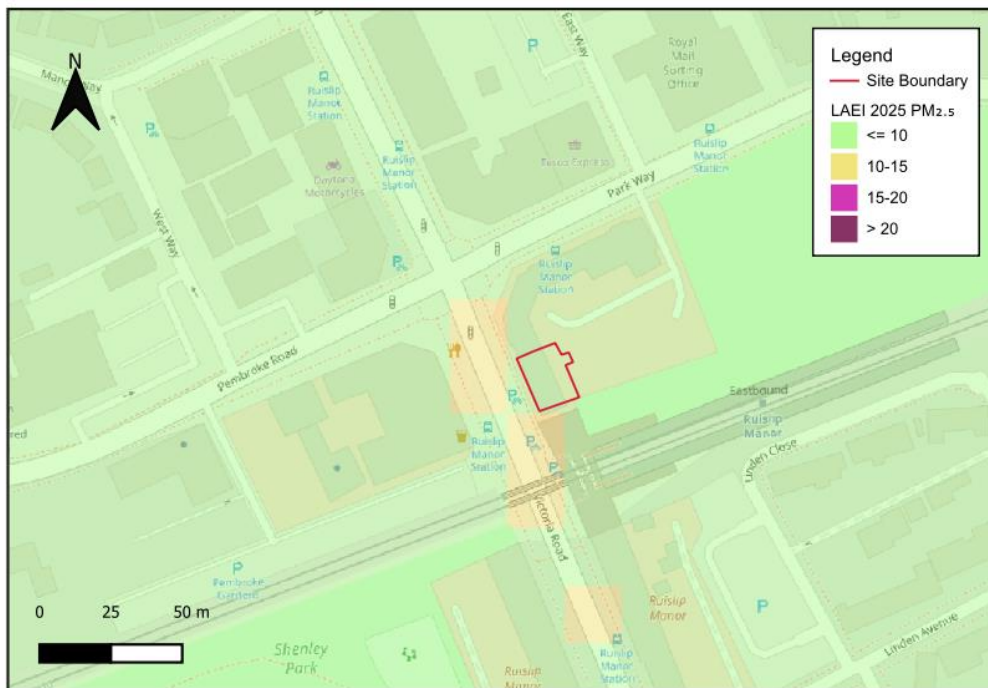 N
Manor Way
West Way
East Way
Royal
Mail
Sorting
Office
P
Ruislip
Manor
Station
P
Daytona
Motorcycles
Ruislip
Manor
Station
Tesco Express
Ruislip
Manor
Station
Park Way
P
Ruislip
Manor
Station
Pembroke Road
Eastbound
Ruislip
Manor
Linden Close
P
Ruislip
Manor
Station
P
P
Victoria Road
P
Pembroke
Gardens
Ruislip
Manor
P
Linden Avenue
Shenley
Park
Ruislip
Manor
Ruislip
Manor
Station
0 25 50 m
Legend
Site Boundary
LAEI 2025 PM₂.₅
<= 10
10-15
15-20
> 20